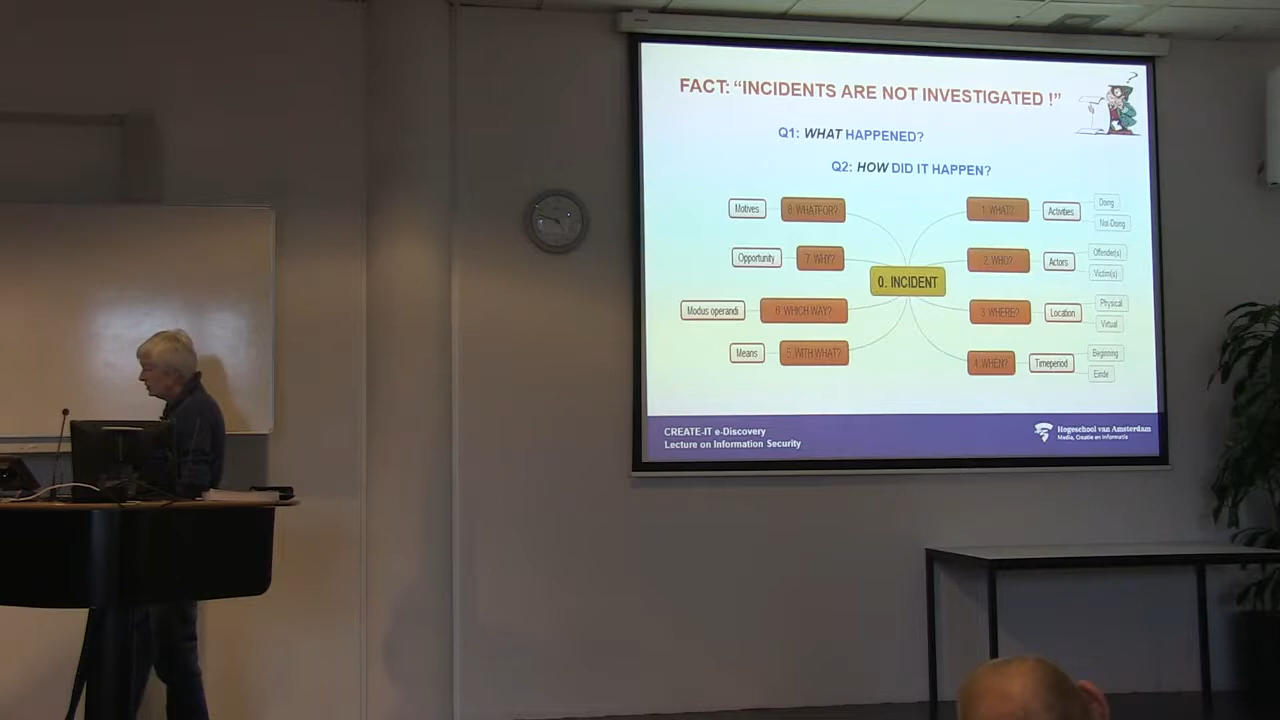 FACT: “INCIDENTS ARE NOT INVESTIGATED !”
?
Q1: WHAT HAPPENED?
Q2: HOW DID IT HAPPEN?
Motives
8. WHATFOR?
1. WHAT?
Activities
Doing
Not-Doing
Opportunity
7. WHY?
2. WHO?
Actors
Offender(s)
Victim(s)
0. INCIDENT
Modus operandi
6. WHICH WAY?
3. WHERE?
Location
Physical
Virtual
Means
5. WITH WHAT?
4. WHEN?
Timeperiod
Beginning
Einde
CREATE-IT e-Discovery
Lecture on Information Security
Hogeschool van Amsterdam
Media, Creatie en Informatie